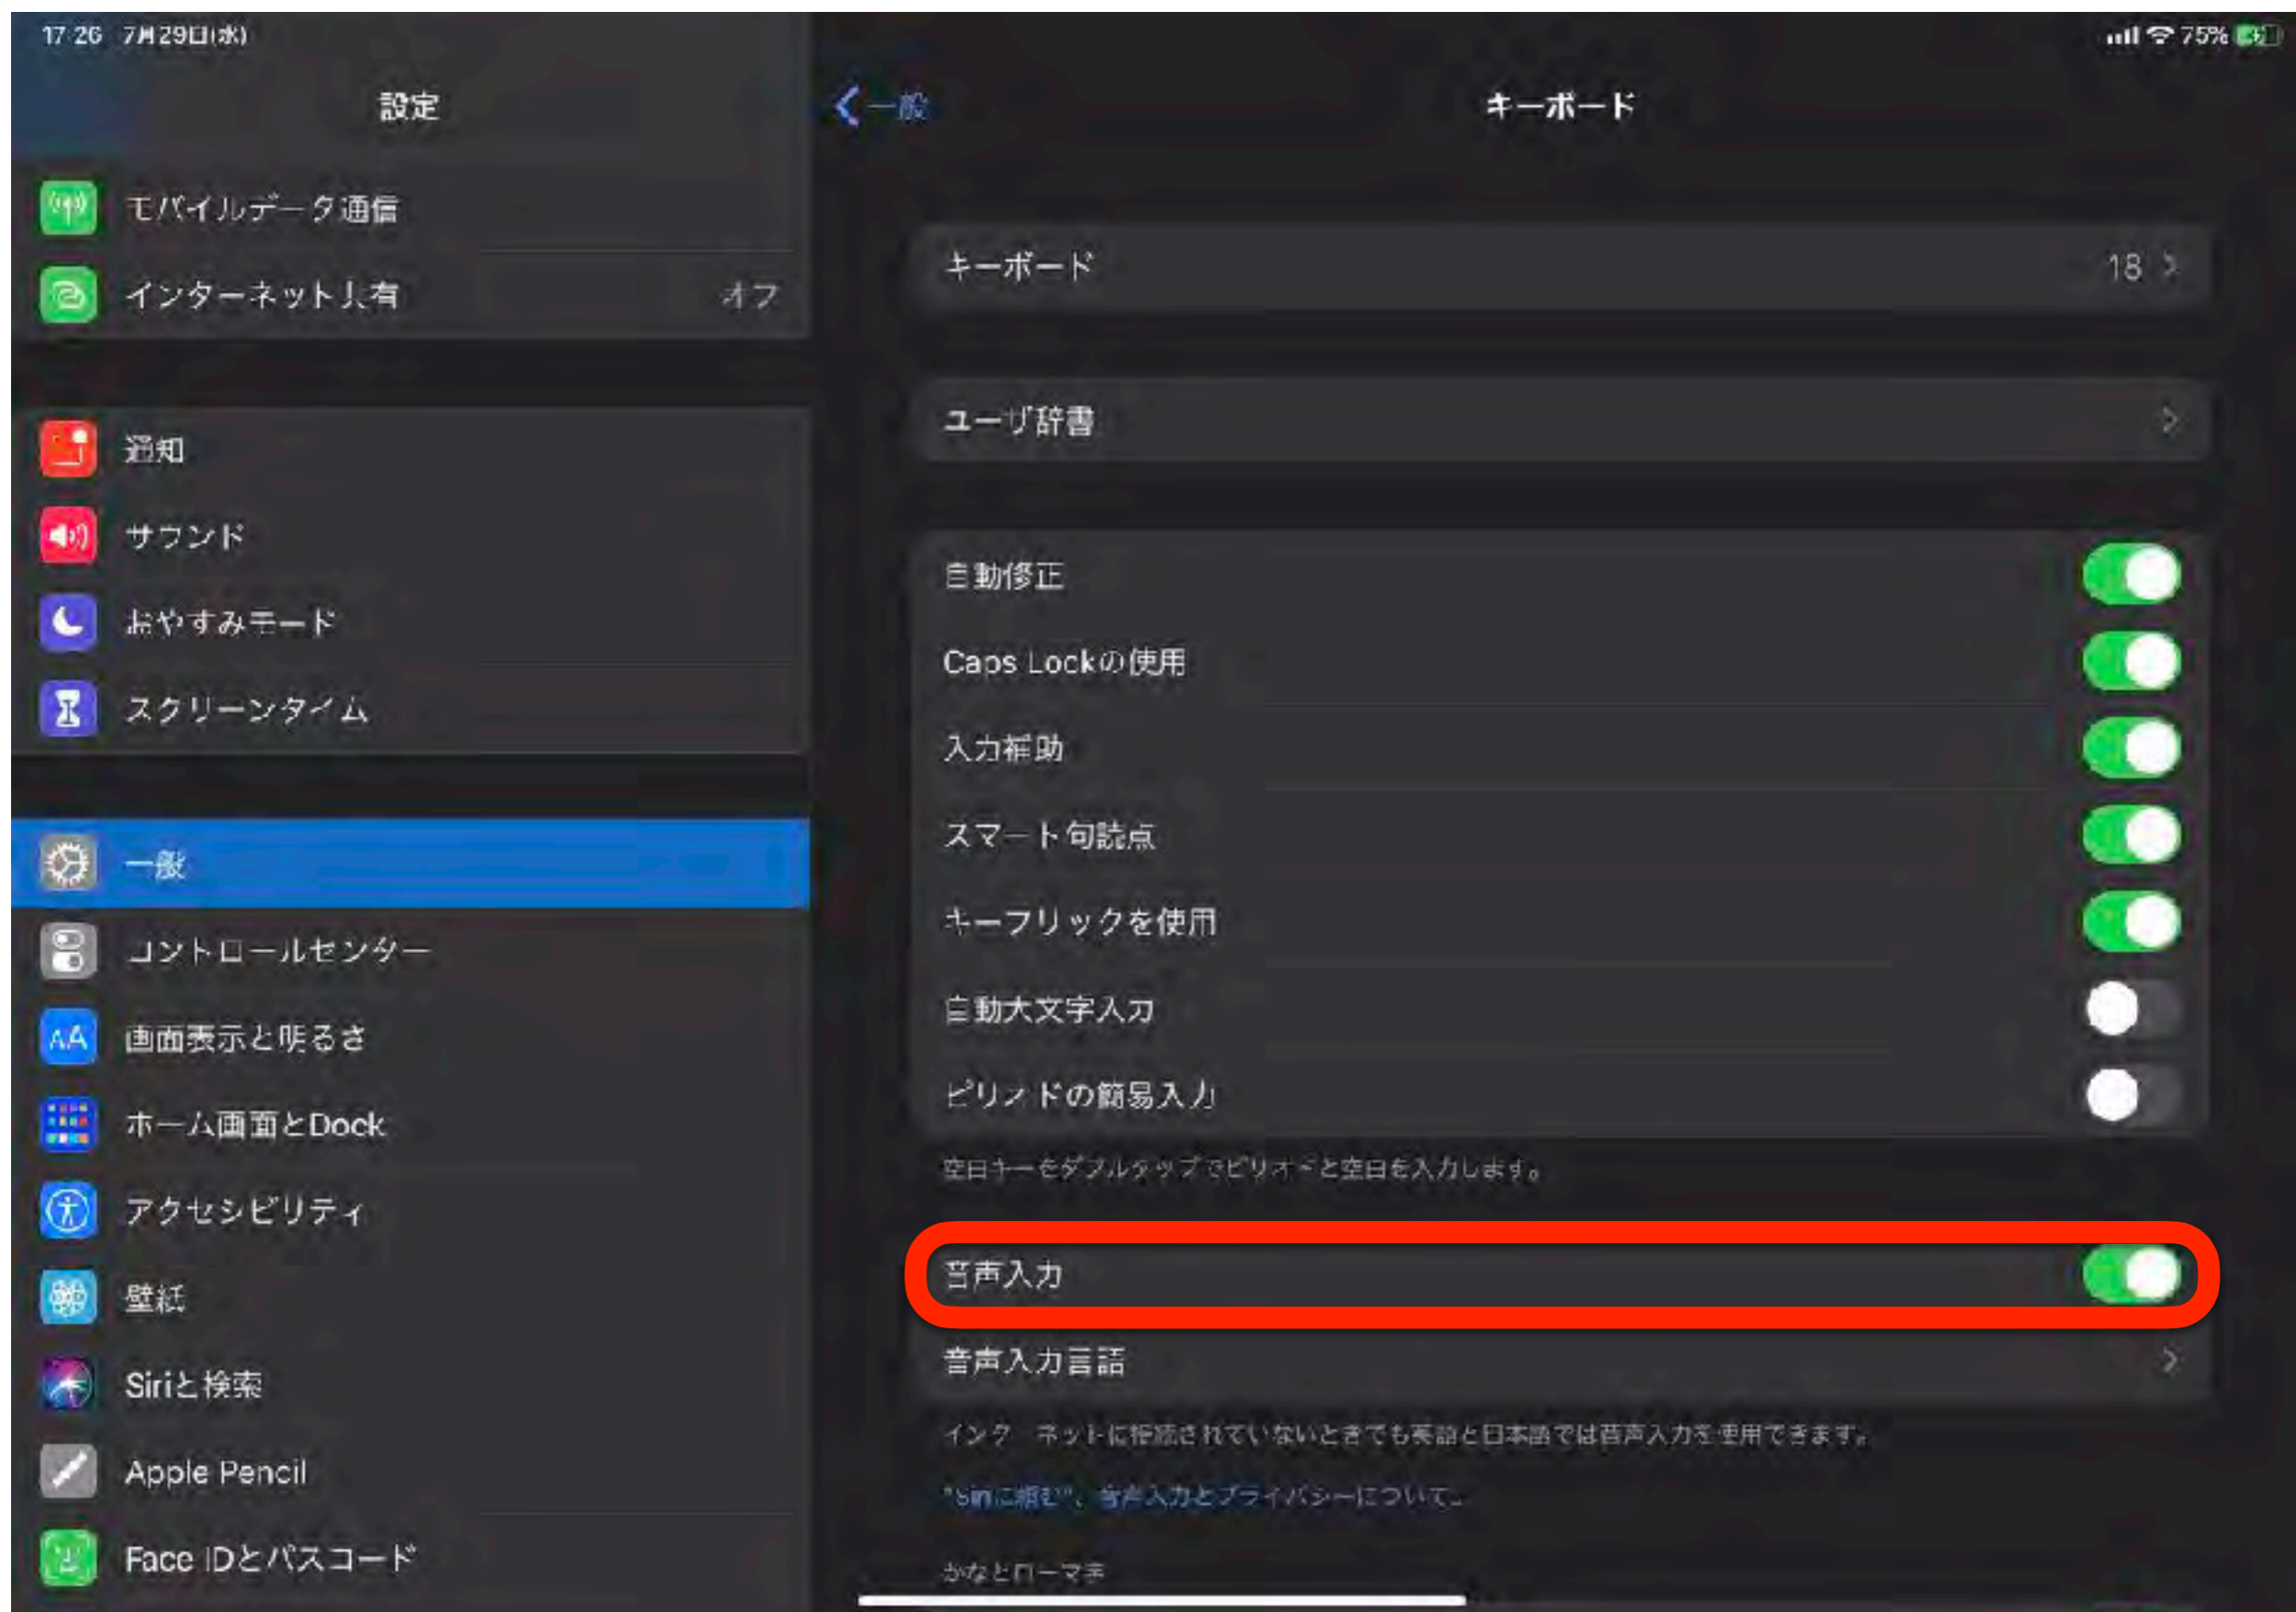 17:26 7月29日(水)
75%
設定
モバイルデータ通信
インターネット共有 オフ
通知
サウンド
おやすみモード
スクリーンタイム
一般
コントロールセンター
画面表示と明るさ
ホーム画面とDock
アクセシビリティ
壁紙
Siriと検索
Apple Pencil
Face IDとパスコード
一般
キーボード
キーボード 18
ユーザ辞書
自動修正
Caps Lockの使用
入力補助
スマート句読点
キーフリックを使用
自動大文字入力
ピリオドの簡易入力
空白キーをダブルタップでピリオドと空白を入力します。
音声入力
音声入力言語
インターネットに接続されていないときでも英語と日本語では音声入力を使用できます。
"Siriに頼む"、音声入力とプライバシーについて...
かなとローマ字